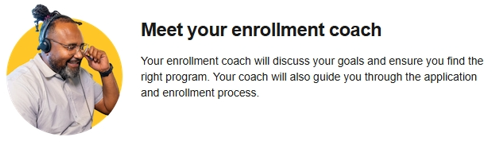 Meet your enrollment coach
Your enrollment coach will discuss your goals and ensure you find the
right program. Your coach will also guide you through the application
and enrollment process.